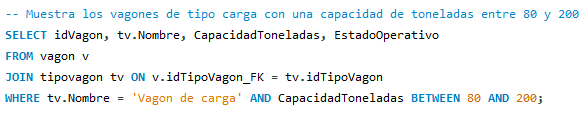 -- Muestra los vagones de tipo carga con una capacidad de toneladas entre 80 y 200
SELECT idVagon, tv.Nombre, CapacidadToneladas, EstadoOperativo
FROM vagon v
JOIN tipovagon tv ON v.idTipoVagon_FK = tv.idTipoVagon
WHERE tv.Nombre = 'Vagon de carga' AND CapacidadToneladas BETWEEN 80 AND 200;